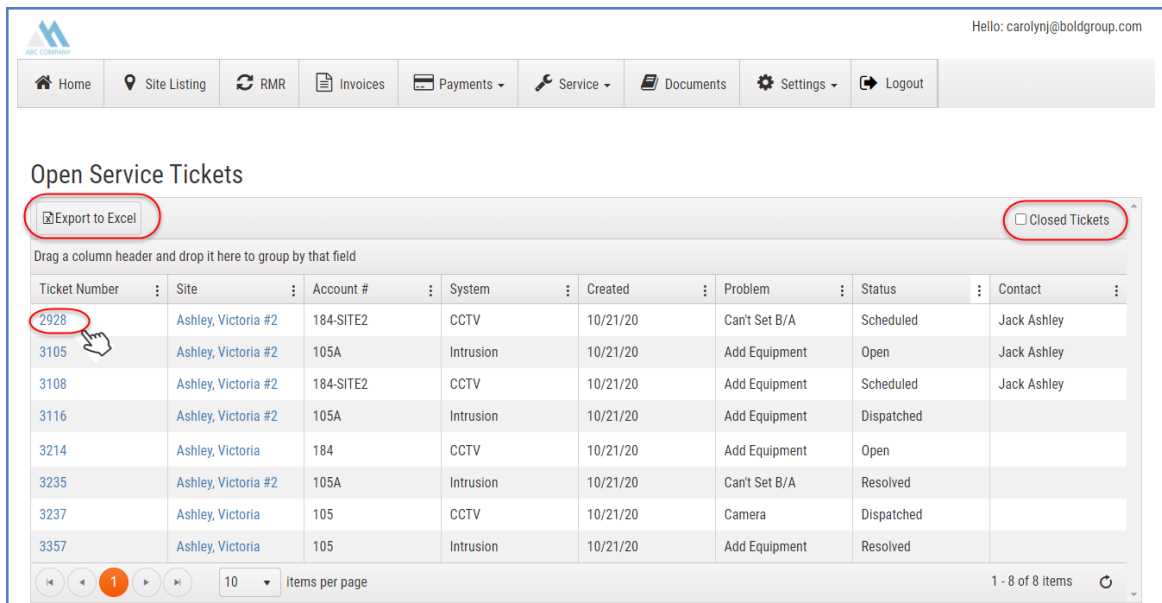 Hello: carolynj@boldgroup.com
ABC COMPANY
Home Site Listing RMR Invoices Payments Service Documents Settings Logout
Open Service Tickets
Export to Excel Closed Tickets
Drag a column header and drop it here to group by that field
Ticket Number Site Account # System Created Problem Status Contact
2928 Ashley, Victoria #2 184-SITE2 CCTV 10/21/20 Can't Set B/A Scheduled Jack Ashley
3105 Ashley, Victoria #2 105A Intrusion 10/21/20 Add Equipment Open Jack Ashley
3108 Ashley, Victoria #2 184-SITE2 CCTV 10/21/20 Add Equipment Scheduled Jack Ashley
3116 Ashley, Victoria #2 105A Intrusion 10/21/20 Add Equipment Dispatched
3214 Ashley, Victoria 184 CCTV 10/21/20 Add Equipment Open
3235 Ashley, Victoria #2 105A Intrusion 10/21/20 Can't Set B/A Resolved
3237 Ashley, Victoria 105 CCTV 10/21/20 Camera Dispatched
3357 Ashley, Victoria 105 Intrusion 10/21/20 Add Equipment Resolved
1 10 items per page 1 - 8 of 8 items